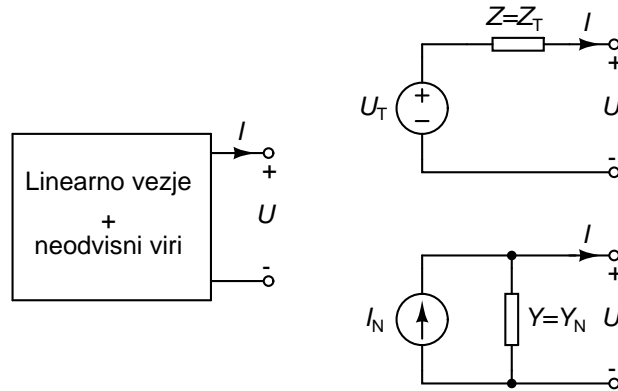 I
Linearno vezje
+
neodvisni viri
+
U
-
Z=Z_T
I
U_T
+
−
+
U
-
I_N
Y=Y_N
I
+
U
-